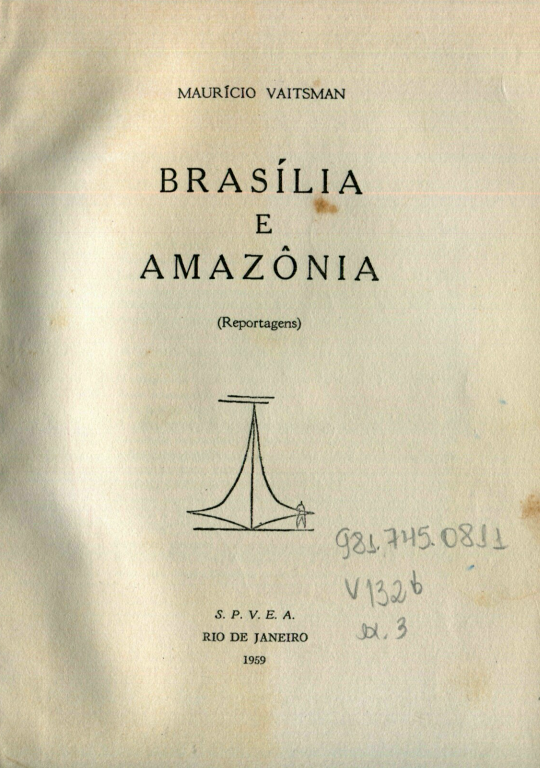 MAURÍCIO VAITSMAN
BRASÍLIA
E
AMAZÔNIA
(Reportagens)
981.745.0811
V132b
ex. 3
S. P. V. E. A.
RIO DE JANEIRO
1959